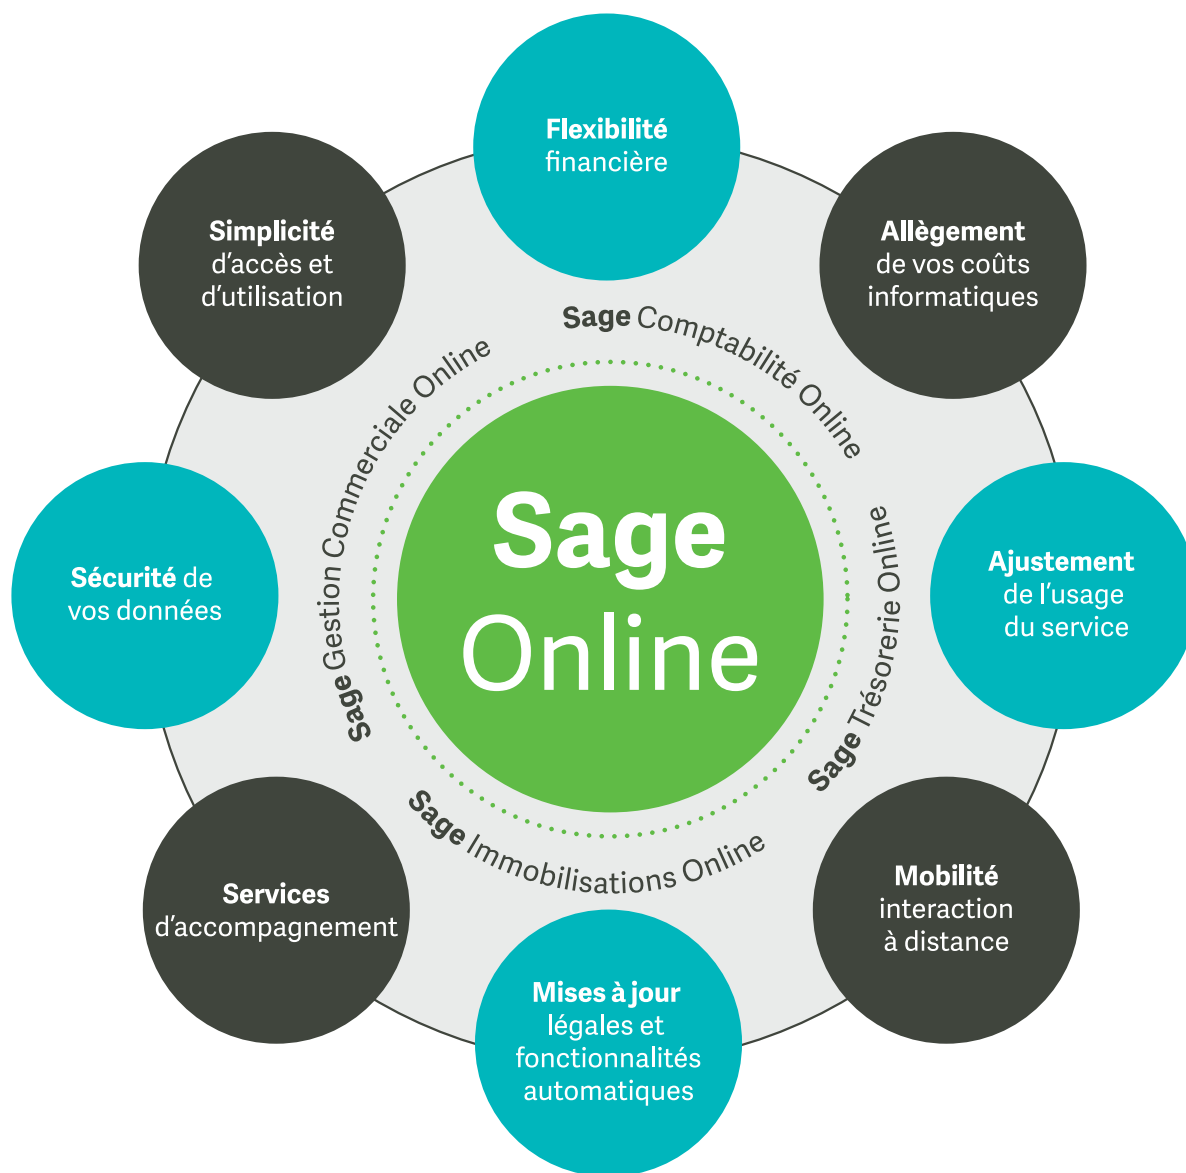 Flexibilité
financière
Allègement
de vos coûts
informatiques
Ajustement
de l'usage
du service
Mobilité
interaction
à distance
Mises à jour
légales et
fonctionnalités
automatiques
Services
d'accompagnement
Sécurité de
vos données
Simplicité
d'accès et
d'utilisation
Sage Comptabilité Online
Sage Trésorerie Online
Sage Immobilisations Online
Sage Gestion Commerciale Online
Sage
Online